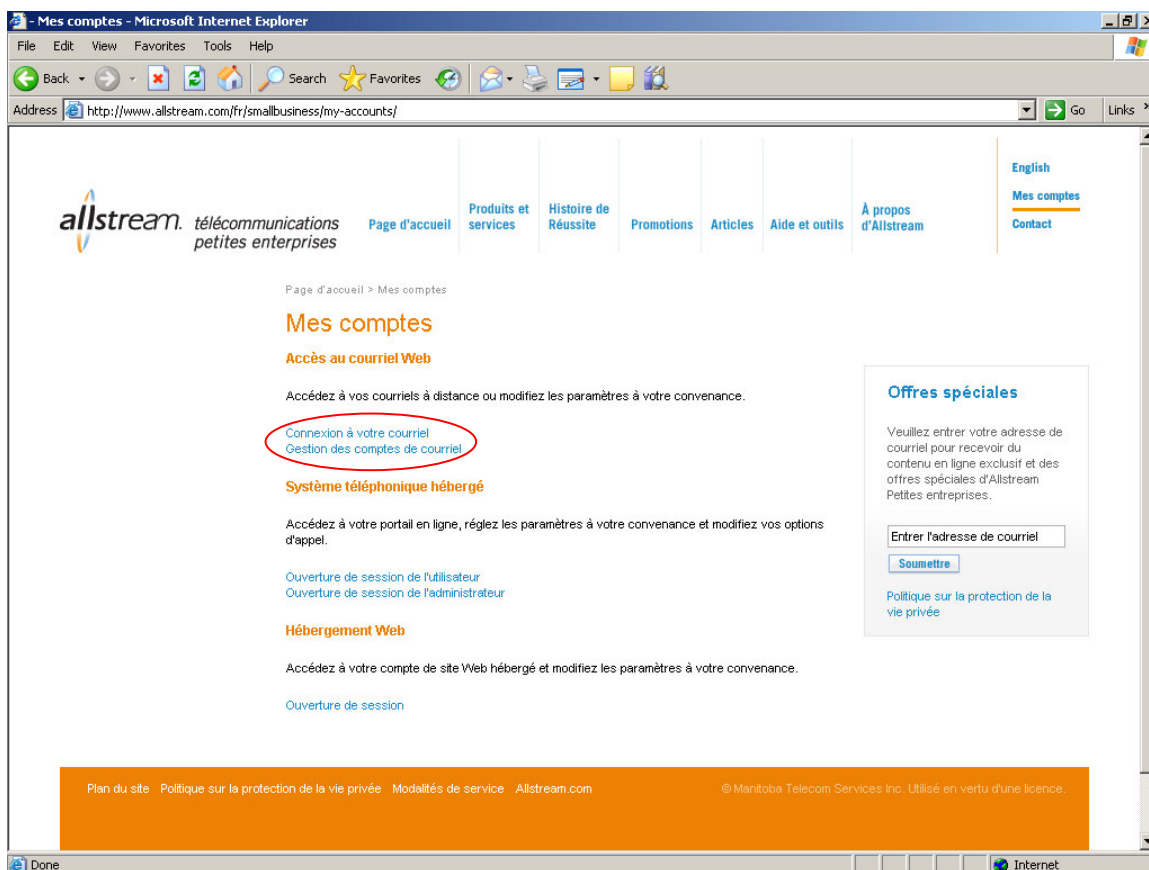 - Mes comptes - Microsoft Internet Explorer
File Edit View Favorites Tools Help
Back Search Favorites
Address http://www.allstream.com/fr/smallbusiness/my-accounts/ Go Links
English
Mes comptes
Contact
allstream. télécommunications
petites enterprises
Page d'accueil
Produits et
services
Histoire de
Réussite
Promotions
Articles
Aide et outils
À propos
d'Allstream
Page d'accueil > Mes comptes
Mes comptes
Accès au courriel Web
Accédez à vos courriels à distance ou modifiez les paramètres à votre convenance.
Connexion à votre courriel
Gestion des comptes de courriel
Système téléphonique hébergé
Accédez à votre portail en ligne, réglez les paramètres à votre convenance et modifiez vos options
d'appel.
Ouverture de session de l'utilisateur
Ouverture de session de l'administrateur
Hébergement Web
Accédez à votre compte de site Web hébergé et modifiez les paramètres à votre convenance.
Ouverture de session
Offres spéciales
Veuillez entrer votre adresse de
courriel pour recevoir du
contenu en ligne exclusif et des
offres spéciales d'Allstream
Petites entreprises.
Entrer l'adresse de courriel
Soumettre
Politique sur la protection de la
vie privée
Plan du site Politique sur la protection de la vie privée Modalités de service Allstream.com
© Manitoba Telecom Services Inc. Utilisé en vertu d'une licence.
Done Internet